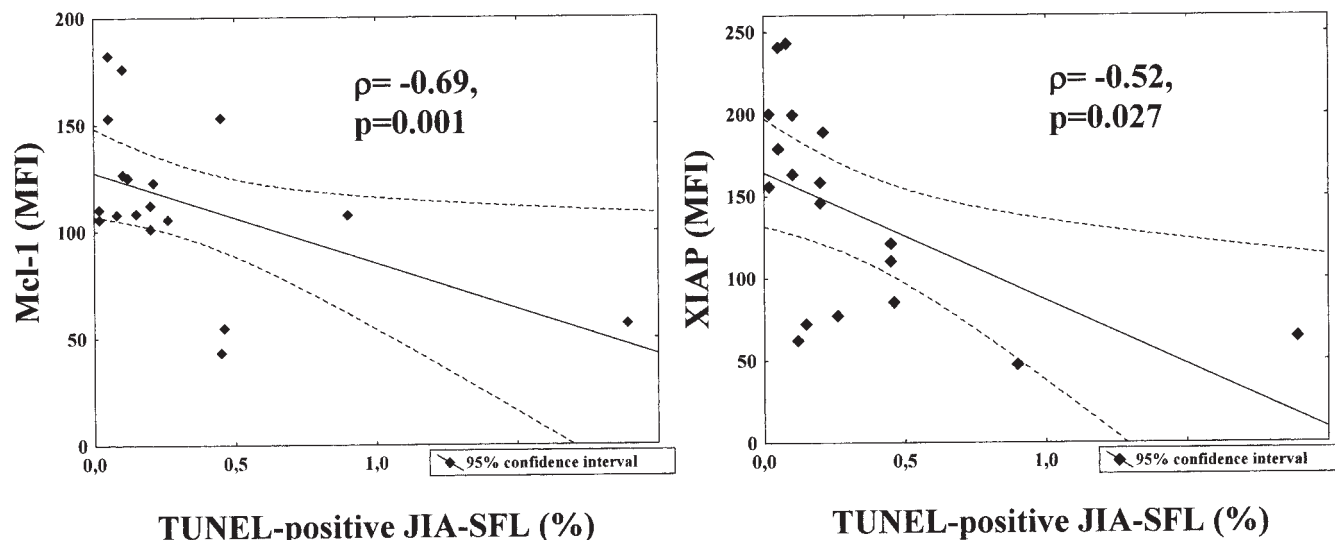 200
150
100
50
0
Mcl-1 (MFI)
ρ= -0.69,
p=0.001
0,0
0,5
1,0
95% confidence interval
TUNEL-positive JIA-SFL (%)
250
200
150
100
50
0
XIAP (MFI)
ρ= -0.52,
p=0.027
0,0
0,5
1,0
95% confidence interval
TUNEL-positive JIA-SFL (%)